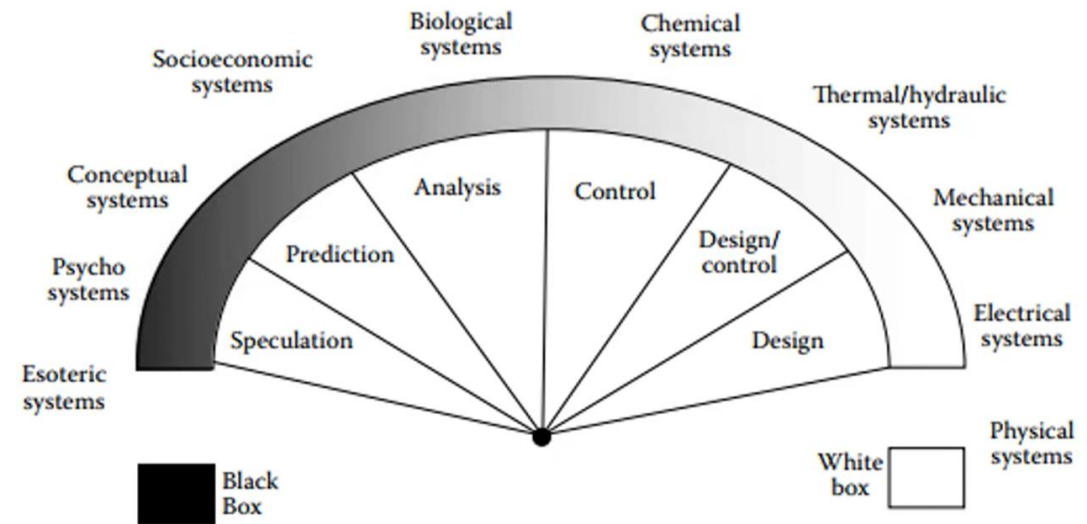 Biological
systems
Chemical
systems
Socioeconomic
systems
Thermal/hydraulic
systems
Conceptual
systems
Analysis
Control
Mechanical
systems
Psycho
systems
Prediction
Design/
control
Speculation
Design
Electrical
systems
Esoteric
systems
Physical
systems
Black
Box
White
box